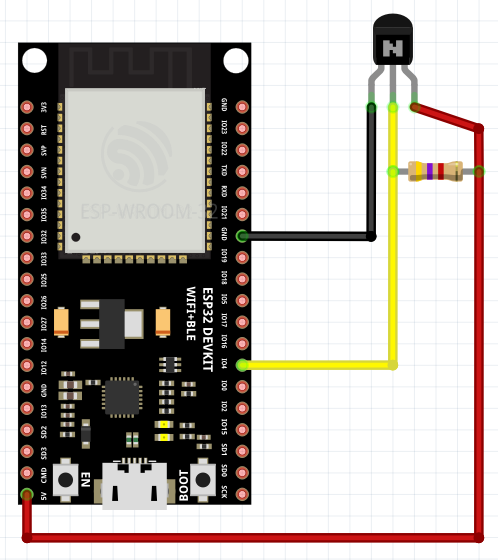 3V3
RST
SVP
SVN
IO34
IO35
IO32
IO33
IO25
IO26
IO27
IO14
IO12
GND
IO13
SD2
SD3
CMD
5V
GND
IO23
IO22
TXD
RXD
IO21
GND
IO19
IO18
IO5
IO17
IO16
IO4
IO0
IO2
IO15
SD1
SD0
SCK
ESP-WROOM-32
ESP32 DEVKIT
WIFI+BLE
EN
BOOT
N